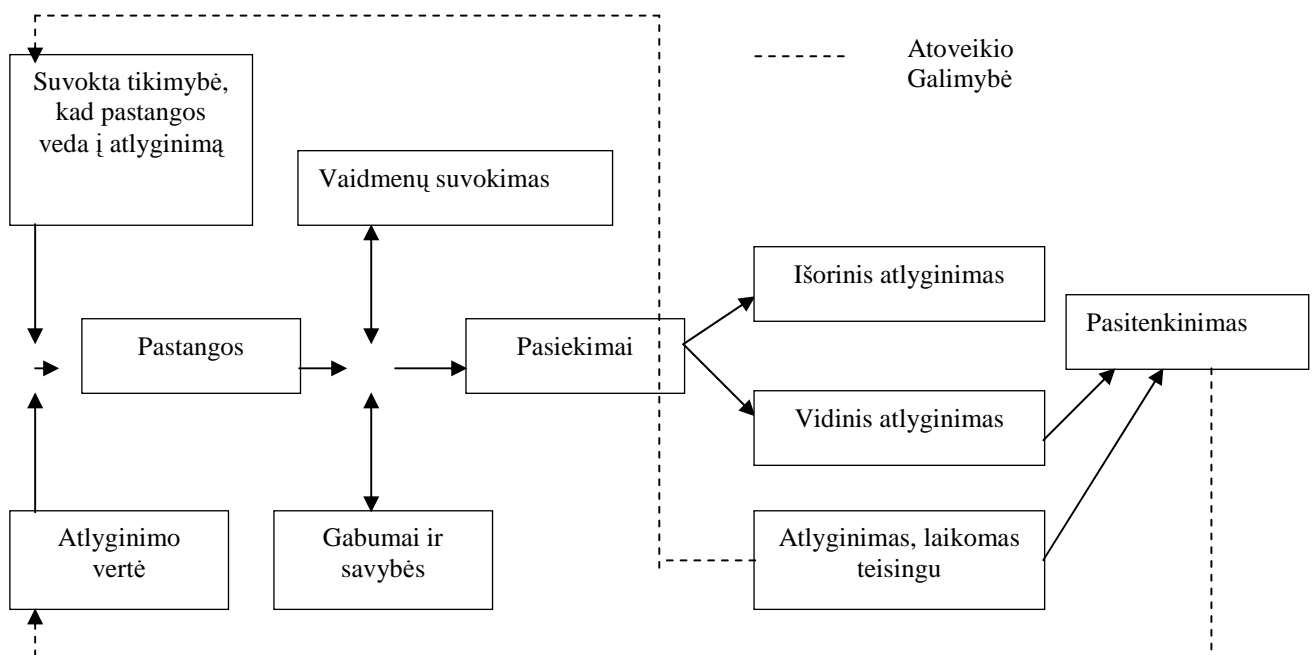 Atoveikio
Galimybė
Suvokta tikimybė,
kad pastangos
veda į atlyginimą
Vaidmenų suvokimas
Išorinis atlyginimas
Pasitenkinimas
Pastangos
Pasiekimai
Vidinis atlyginimas
Atlyginimo
vertė
Gabumai ir
savybės
Atlyginimas, laikomas
teisingu